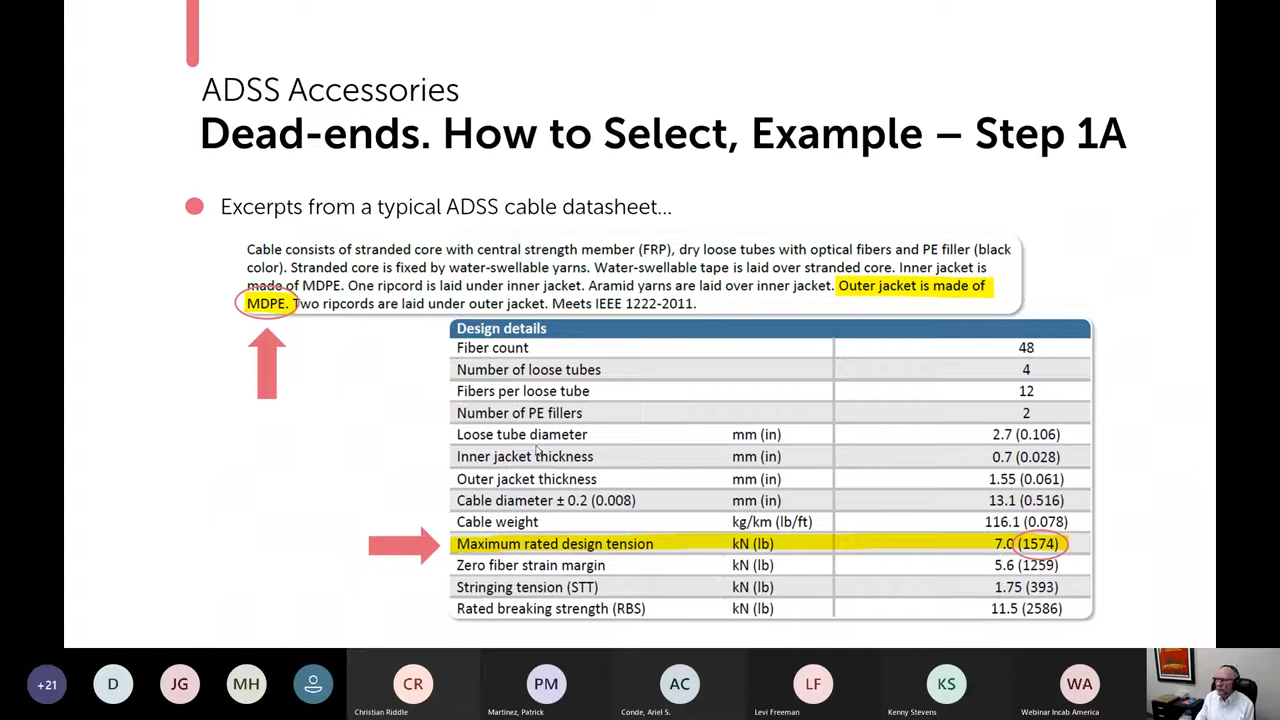 ADSS Accessories
Dead-ends. How to Select, Example – Step 1A
Excerpts from a typical ADSS cable datasheet...
Cable consists of stranded core with central strength member (FRP), dry loose tubes with optical fibers and PE filler (black
color). Stranded core is fixed by water-swellable yarns. Water-swellable tape is laid over stranded core. Inner jacket is
made of MDPE. One ripcord is laid under inner jacket. Aramid yarns are laid over inner jacket. Outer jacket is made of
MDPE. Two ripcords are laid under outer jacket. Meets IEEE 1222-2011.
Design details
Fiber count 48
Number of loose tubes 4
Fibers per loose tube 12
Number of PE fillers 2
Loose tube diameter mm (in) 2.7 (0.106)
Inner jacket thickness mm (in) 0.7 (0.028)
Outer jacket thickness mm (in) 1.55 (0.061)
Cable diameter ± 0.2 (0.008) mm (in) 13.1 (0.516)
Cable weight kg/km (lb/ft) 116.1 (0.078)
Maximum rated design tension kN (lb) 7.0 (1574)
Zero fiber strain margin kN (lb) 5.6 (1259)
Stringing tension (STT) kN (lb) 1.75 (393)
Rated breaking strength (RBS) kN (lb) 11.5 (2586)
+21 D JG MH CR PM AC LF KS WA
Christian Riddle Martinez, Patrick Conde, Ariel S. Levi Freeman Kenny Stevens Webinar Incab America